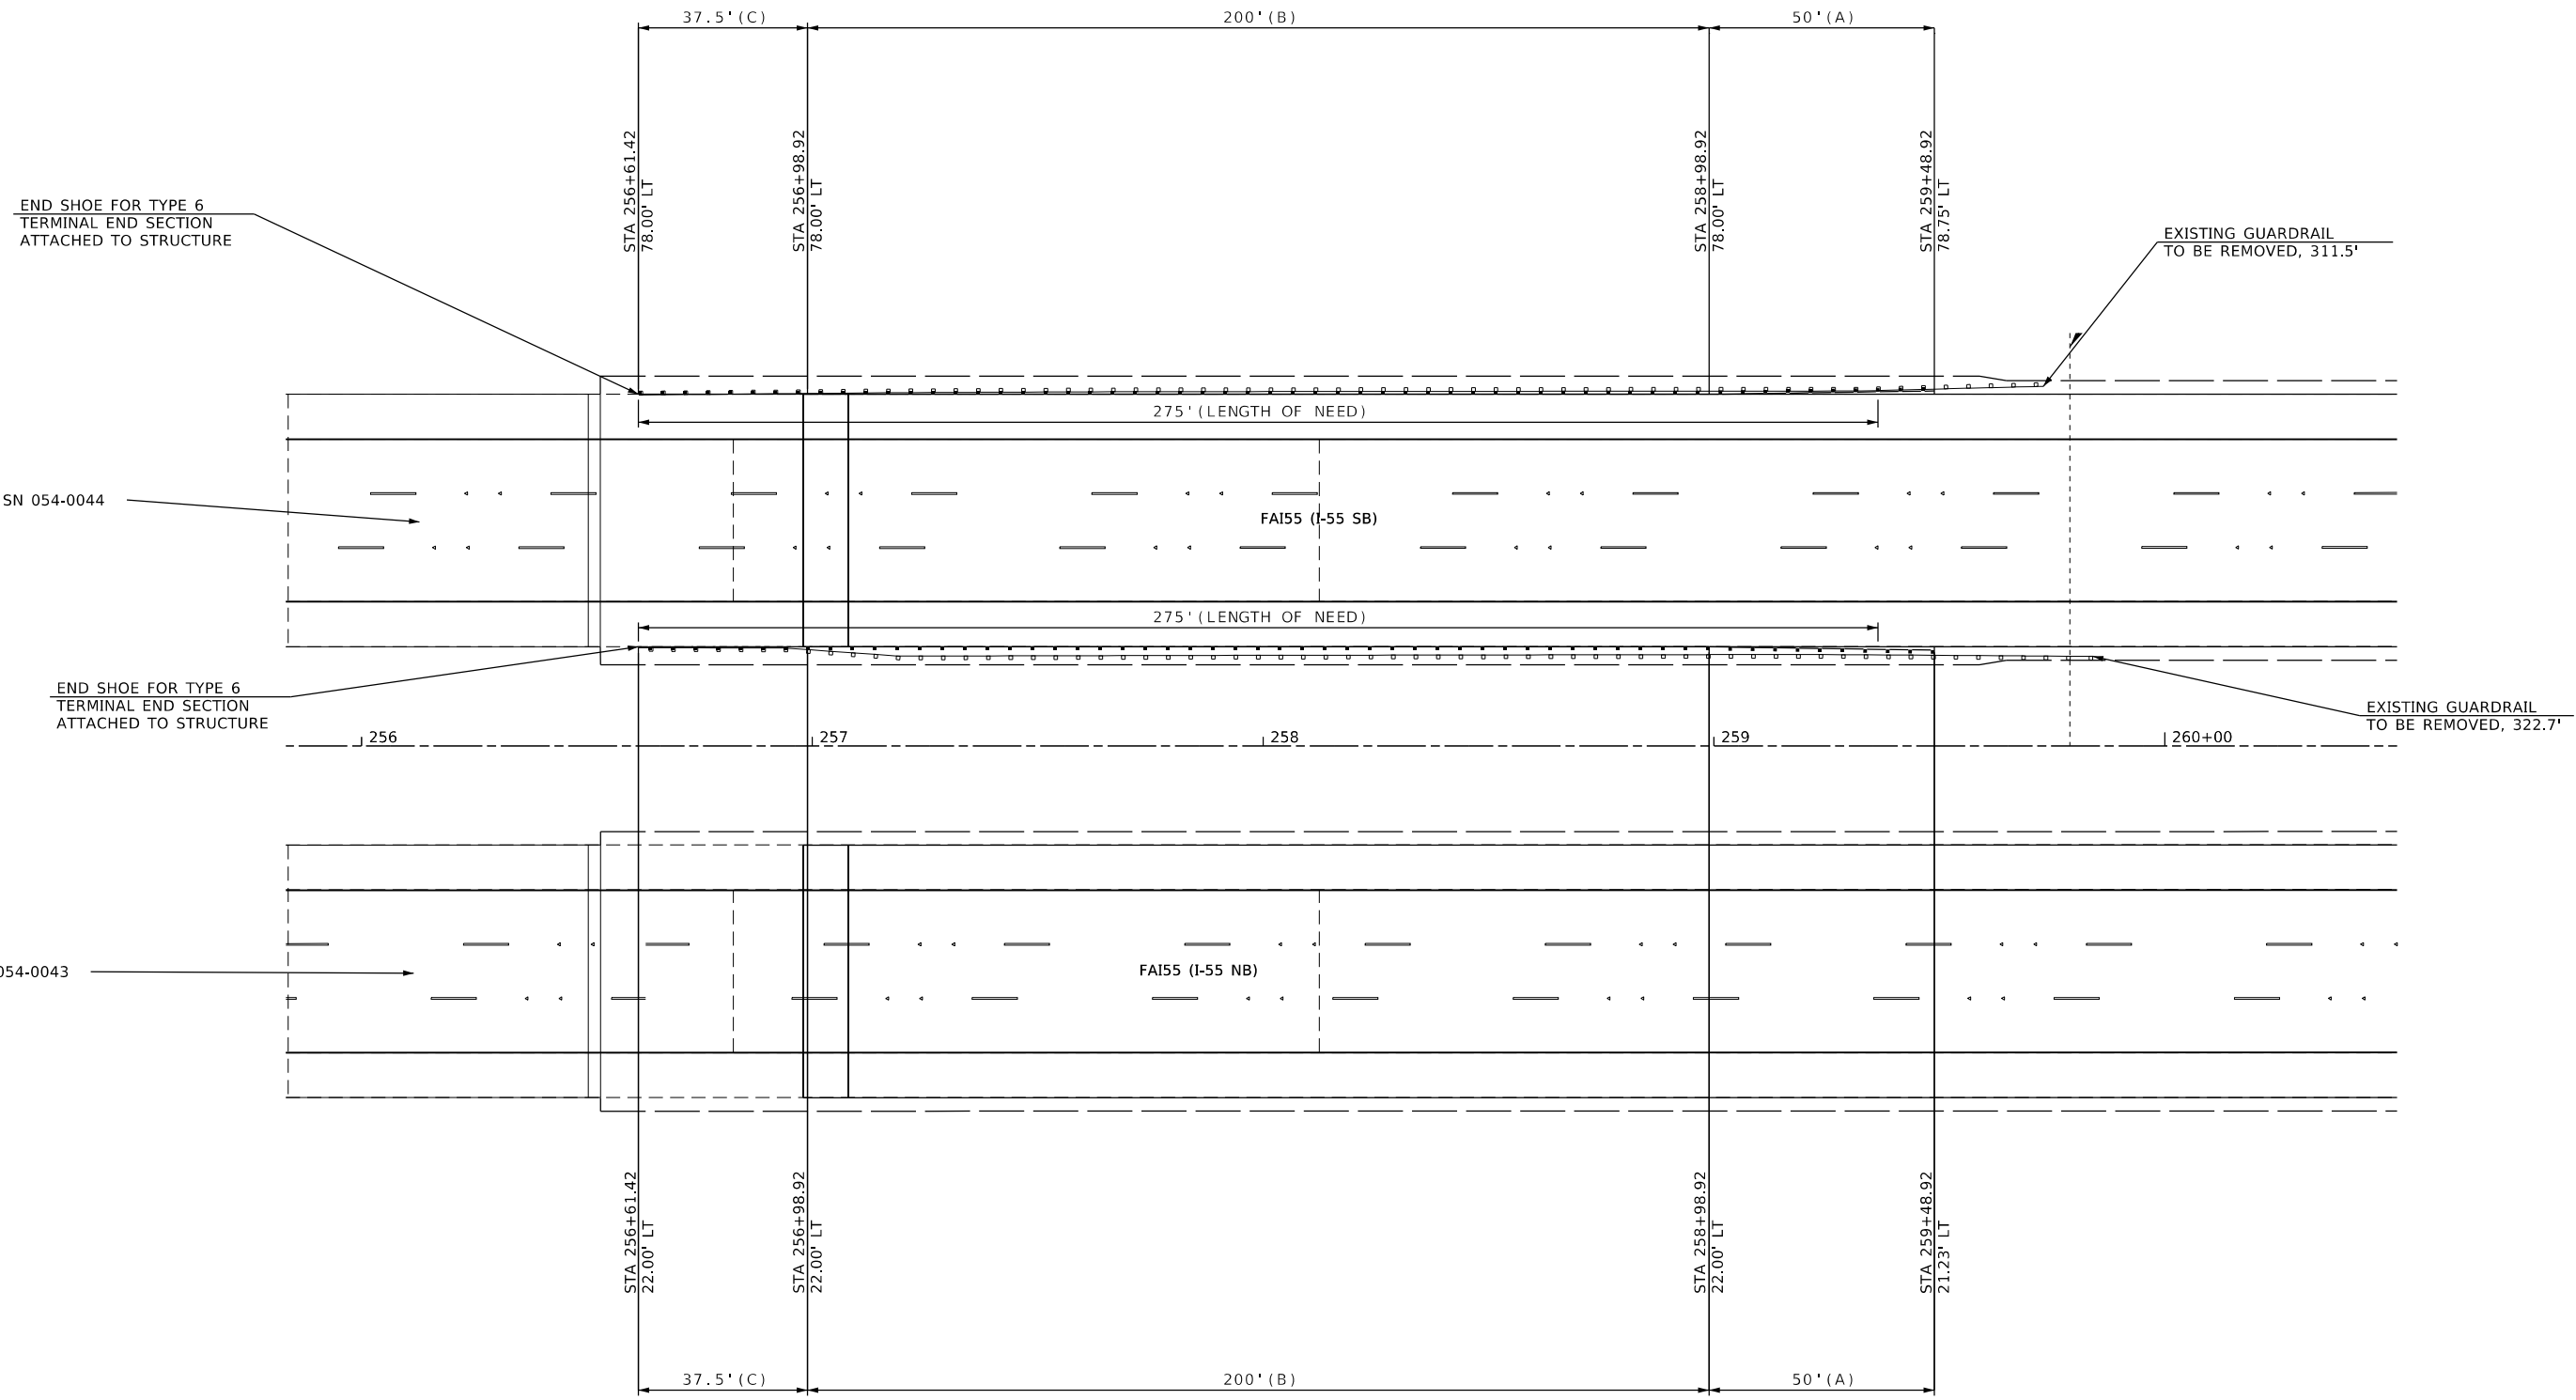 37.5'(C)
200'(B)
50'(A)
STA 256+61.42
78.00' LT
STA 256+98.92
78.00' LT
STA 258+98.92
78.00' LT
STA 259+48.92
78.75' LT
END SHOE FOR TYPE 6
TERMINAL END SECTION
ATTACHED TO STRUCTURE
EXISTING GUARDRAIL
TO BE REMOVED, 311.5'
275'(LENGTH OF NEED)
SN 054-0044
FAI55 (I-55 SB)
275'(LENGTH OF NEED)
END SHOE FOR TYPE 6
TERMINAL END SECTION
ATTACHED TO STRUCTURE
EXISTING GUARDRAIL
TO BE REMOVED, 322.7'
256
257
258
259
260+00
054-0043
FAI55 (I-55 NB)
STA 256+61.42
22.00' LT
STA 256+98.92
22.00' LT
STA 258+98.92
22.00' LT
STA 259+48.92
21.23' LT
37.5'(C)
200'(B)
50'(A)